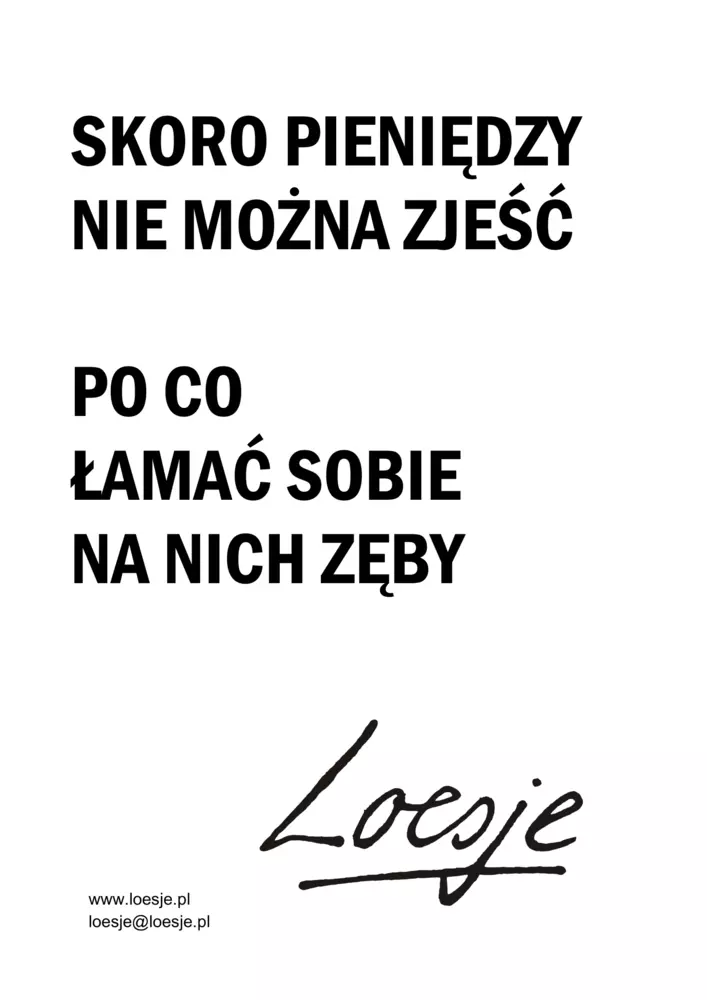 SKORO PIENIĘDZY
NIE MOŻNA ZJEŚĆ
PO CO
ŁAMAĆ SOBIE
NA NICH ZĘBY
Loesje
www.loesje.pl
loesje@loesje.pl